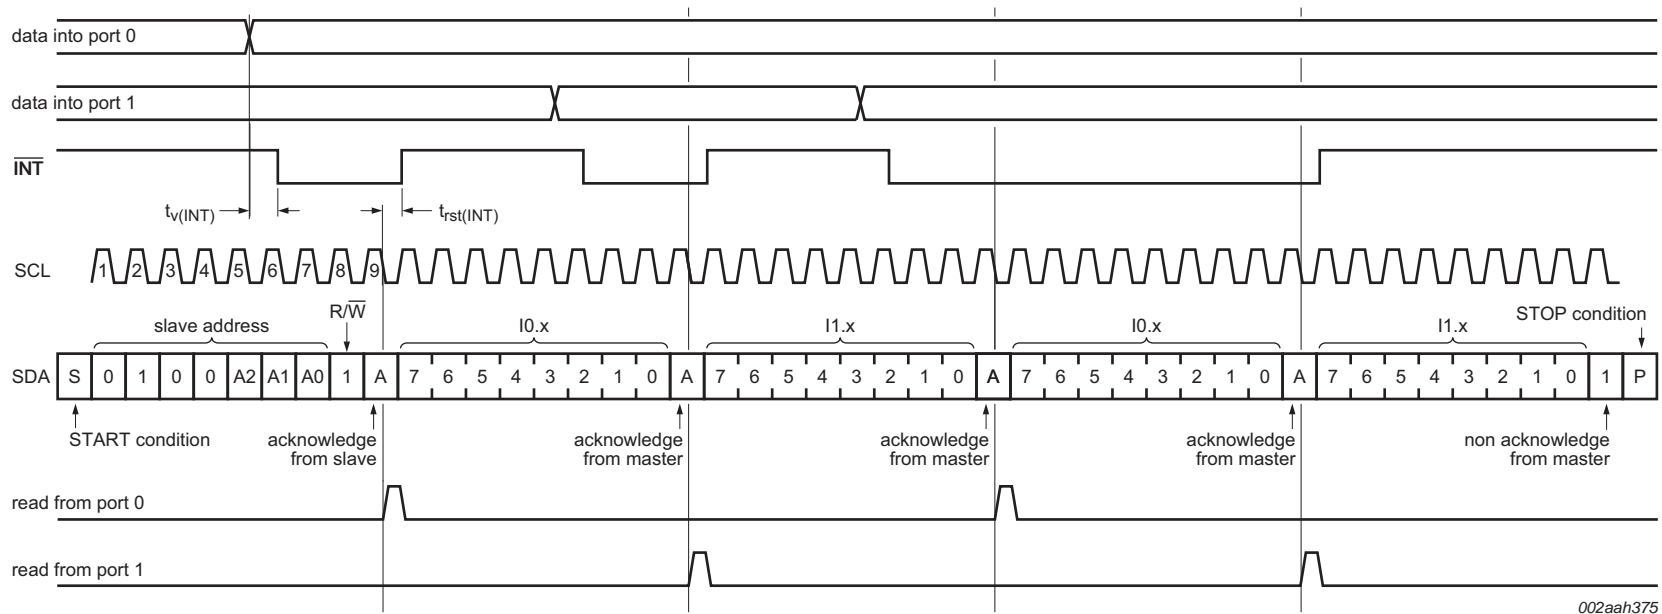 data into port 0
data into port 1
INT
tv(INT)
trst(INT)
SCL
1 2 3 4 5 6 7 8 9
R/W
STOP condition
slave address
I0.x
I1.x
I0.x
I1.x
SDA
S 0 1 0 0 A2 A1 A0 1 A 7 6 5 4 3 2 1 0 A 7 6 5 4 3 2 1 0 A 7 6 5 4 3 2 1 0 A 7 6 5 4 3 2 1 0 1 P
START condition
acknowledge
from slave
acknowledge
from master
acknowledge
from master
acknowledge
from master
non acknowledge
from master
read from port 0
read from port 1
002aah375